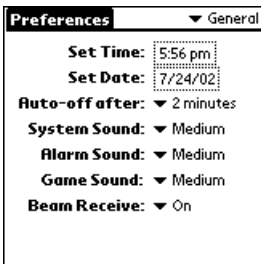 Preferences General
Set Time: 5:56 pm
Set Date: 7/24/02
Auto-off after: 2 minutes
System Sound: Medium
Alarm Sound: Medium
Game Sound: Medium
Beam Receive: On